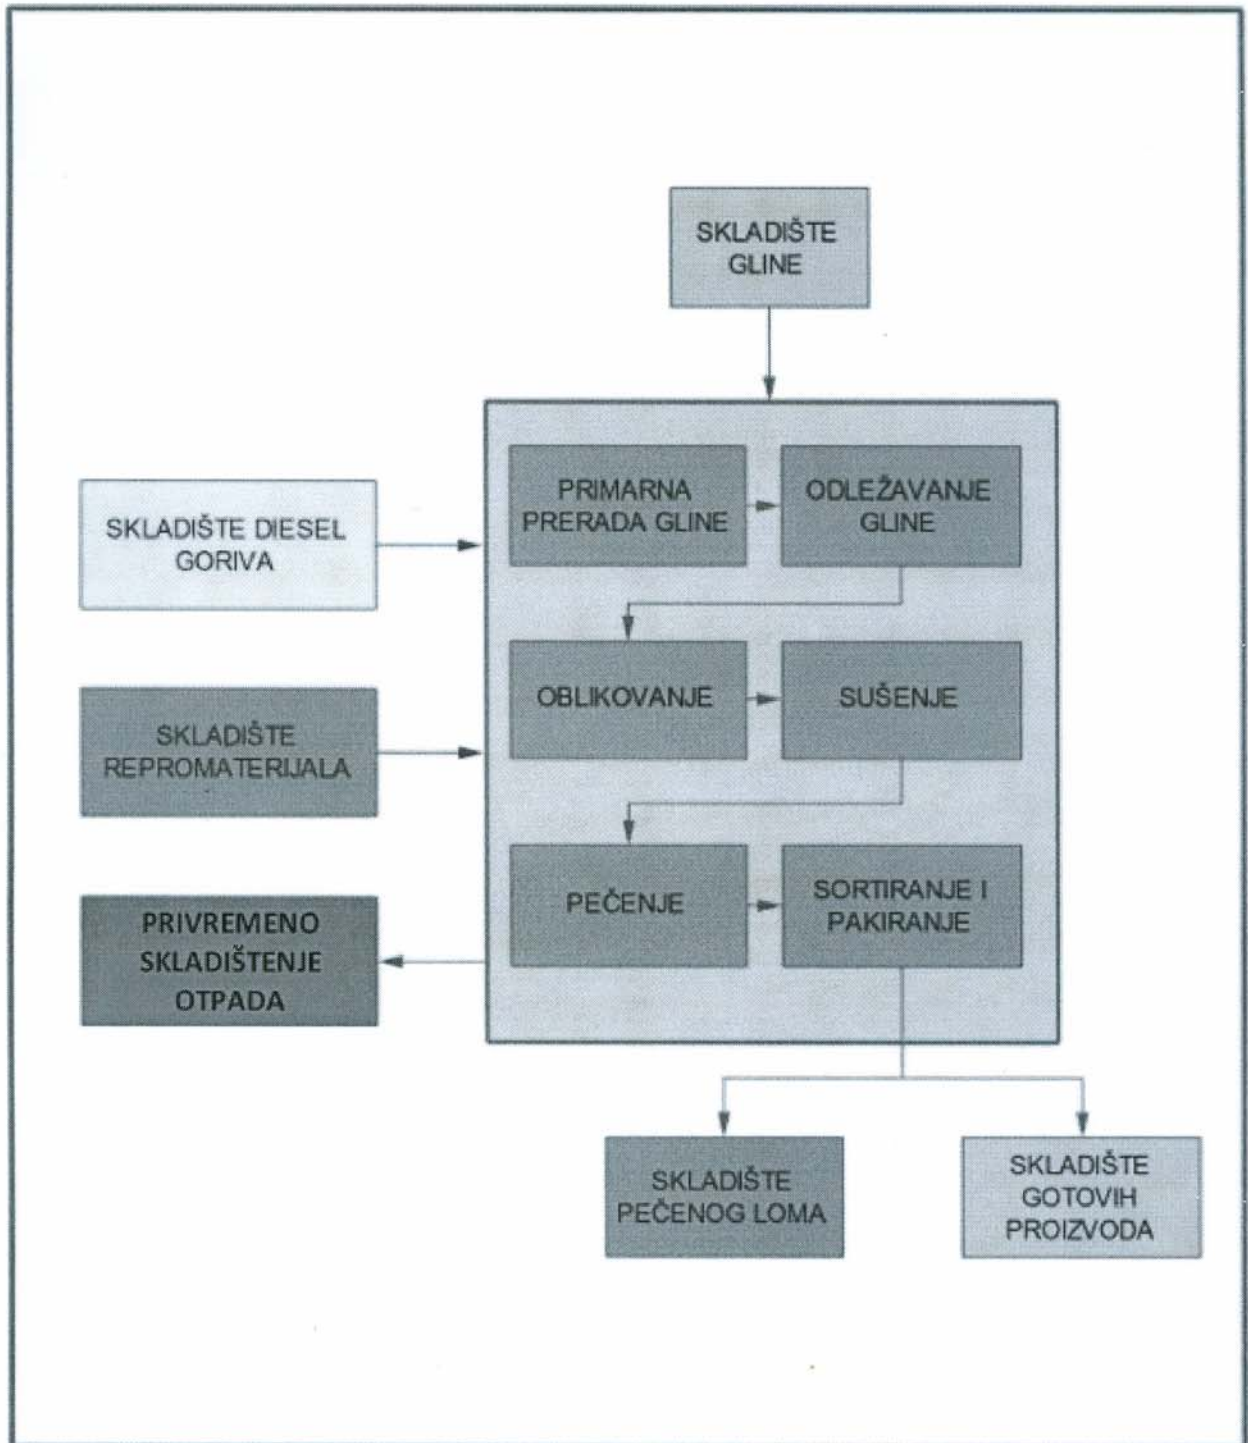 SKLADIŠTE
GLINE
PRIMARNA
PRERADA GLINE
ODLEŽAVANJE
GLINE
SKLADIŠTE DIESEL
GORIVA
OBLIKOVANJE
SUŠENJE
SKLADIŠTE
REPROMATERIJALA
PEČENJE
SORTIRANJE I
PAKIRANJE
PRIVREMENO
SKLADIŠTENJE
OTPADA
SKLADIŠTE
PEČENOG LOMA
SKLADIŠTE
GOTOVIH
PROIZVODA